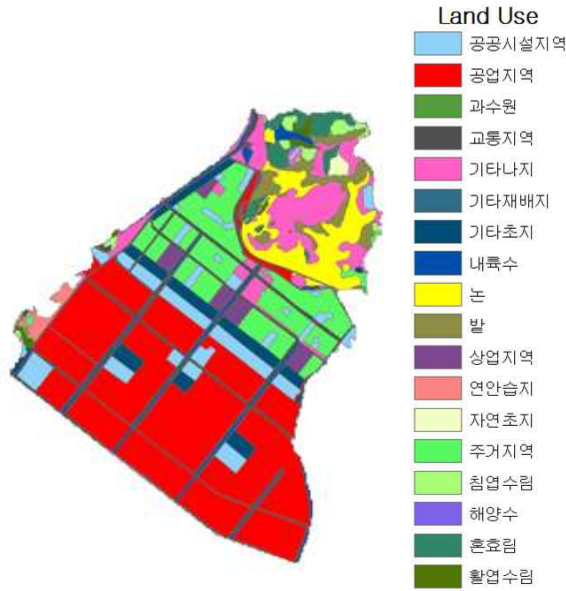 Land Use
공공시설지역
공업지역
과수원
교통지역
기타나지
기타재배지
기타초지
내륙수
논
밭
상업지역
연안습지
자연초지
주거지역
침엽수림
해양수
혼효림
활엽수림